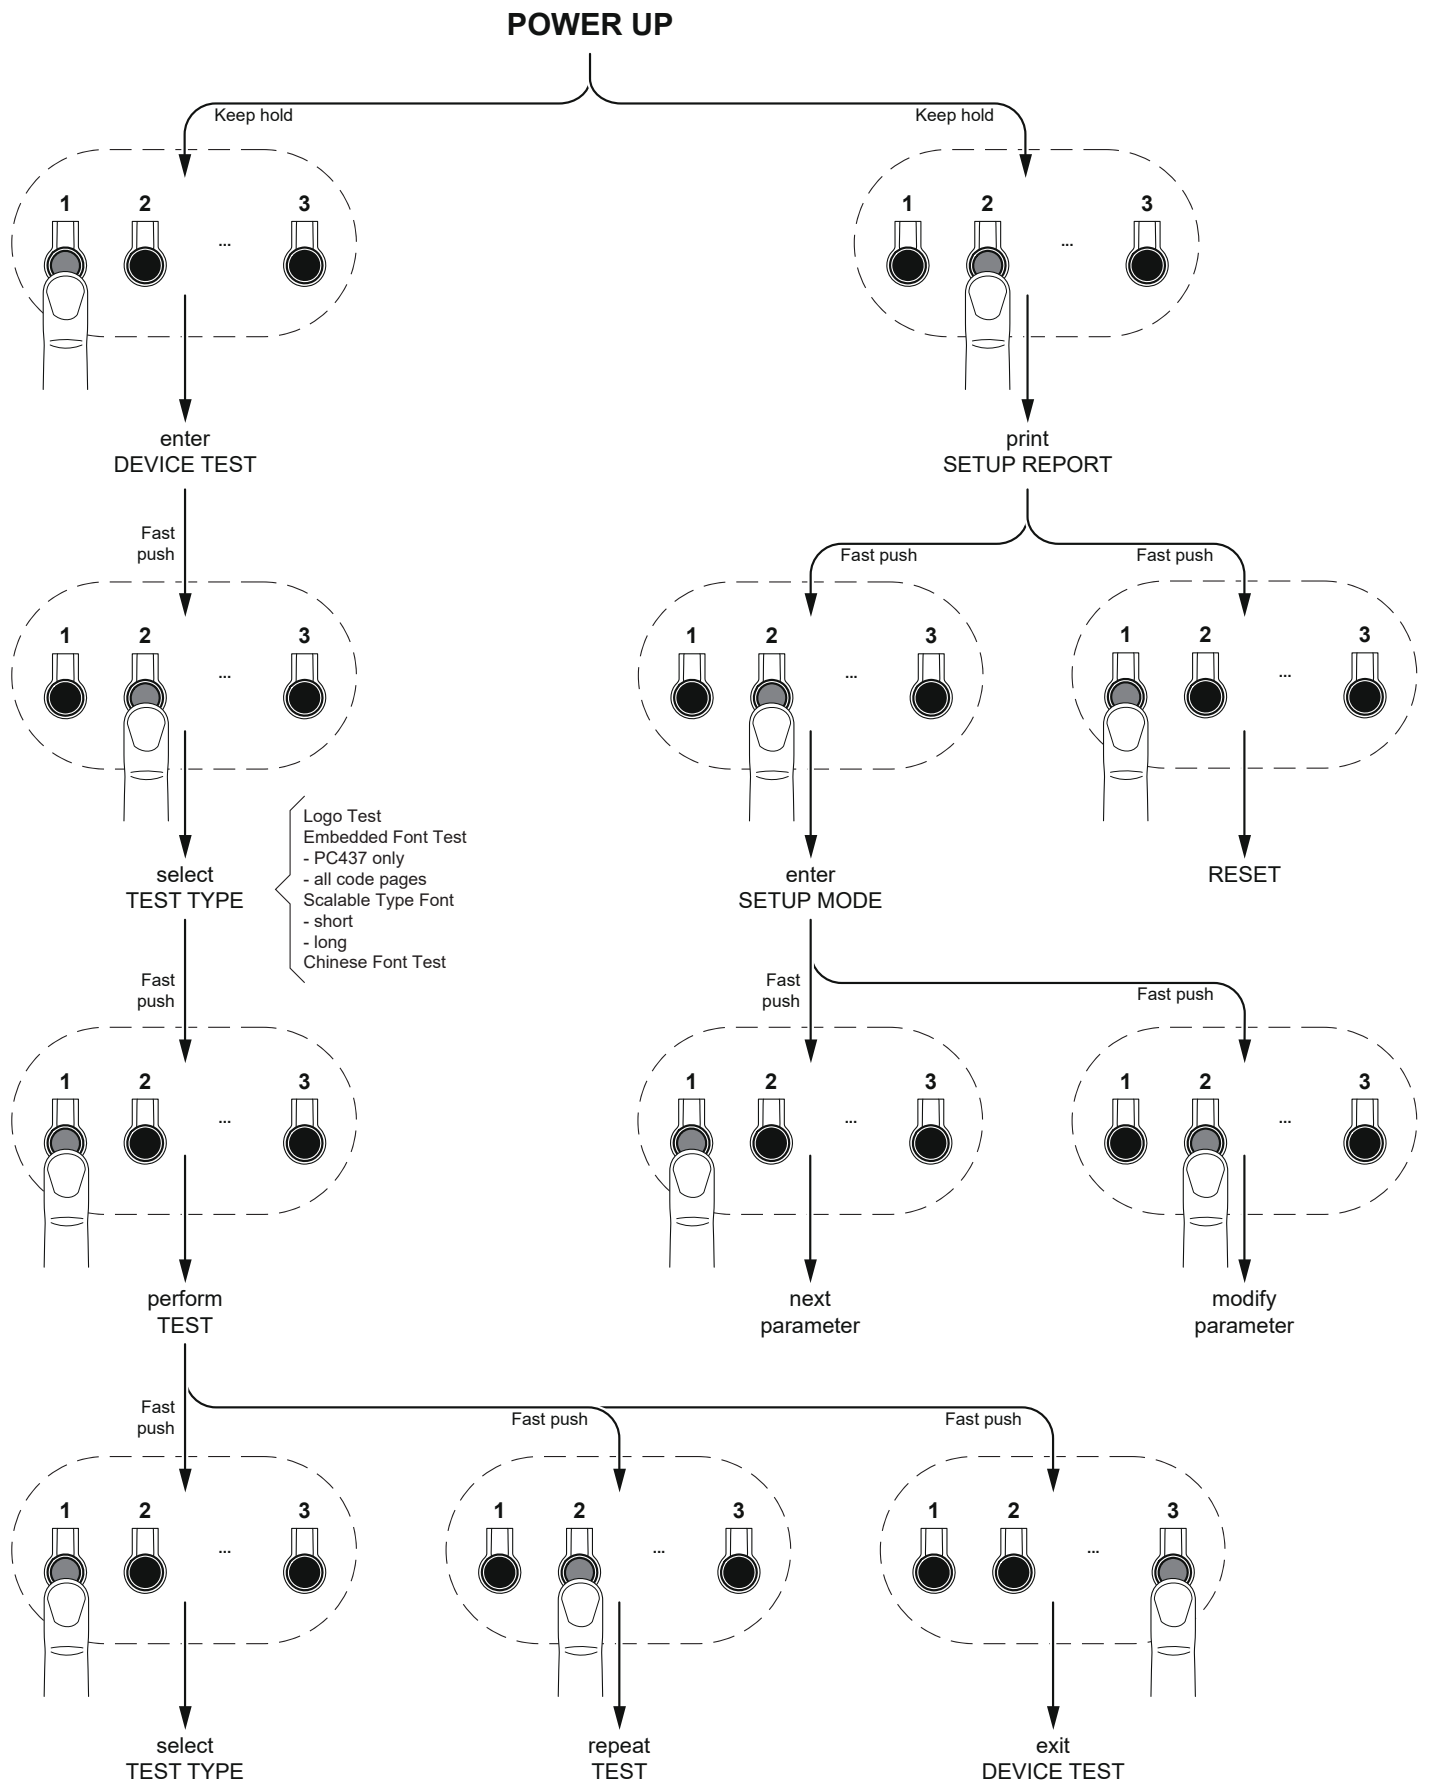 POWER UP
Keep hold
Keep hold
1 2 ... 3
1 2 ... 3
enter
DEVICE TEST
print
SETUP REPORT
Fast
push
Fast push
Fast push
1 2 ... 3
1 2 ... 3
1 2 ... 3
select
TEST TYPE
Logo Test
Embedded Font Test
- PC437 only
- all code pages
Scalable Type Font
- short
- long
Chinese Font Test
enter
SETUP MODE
RESET
Fast
push
Fast
push
Fast push
1 2 ... 3
1 2 ... 3
1 2 ... 3
perform
TEST
next
parameter
modify
parameter
Fast
push
Fast push
Fast push
1 2 ... 3
1 2 ... 3
1 2 ... 3
select
TEST TYPE
repeat
TEST
exit
DEVICE TEST